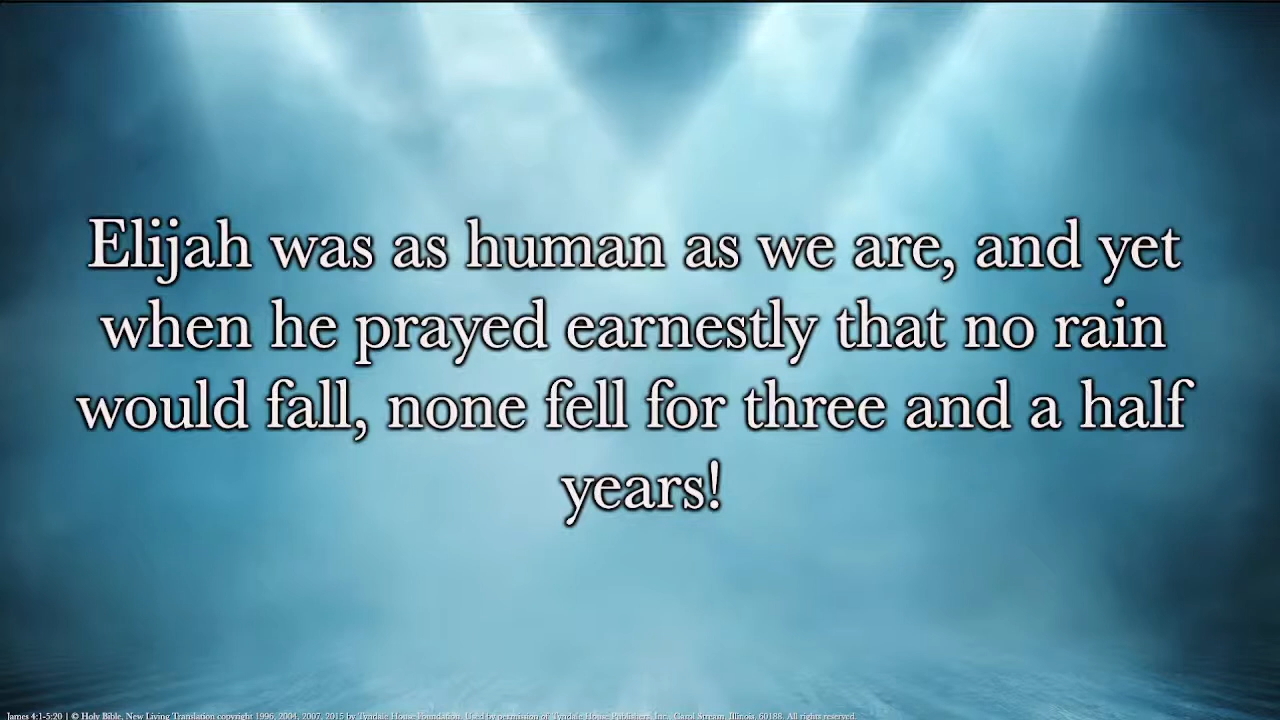 Elijah was as human as we are, and yet
when he prayed earnestly that no rain
would fall, none fell for three and a half
years!
James 4:1-5:20 | © Holy Bible, New Living Translation copyright 1996, 2004, 2007, 2015 by Tyndale House Foundation. Used by permission of Tyndale House Publishers, Inc., Carol Stream, Illinois, 60188. All rights reserved.